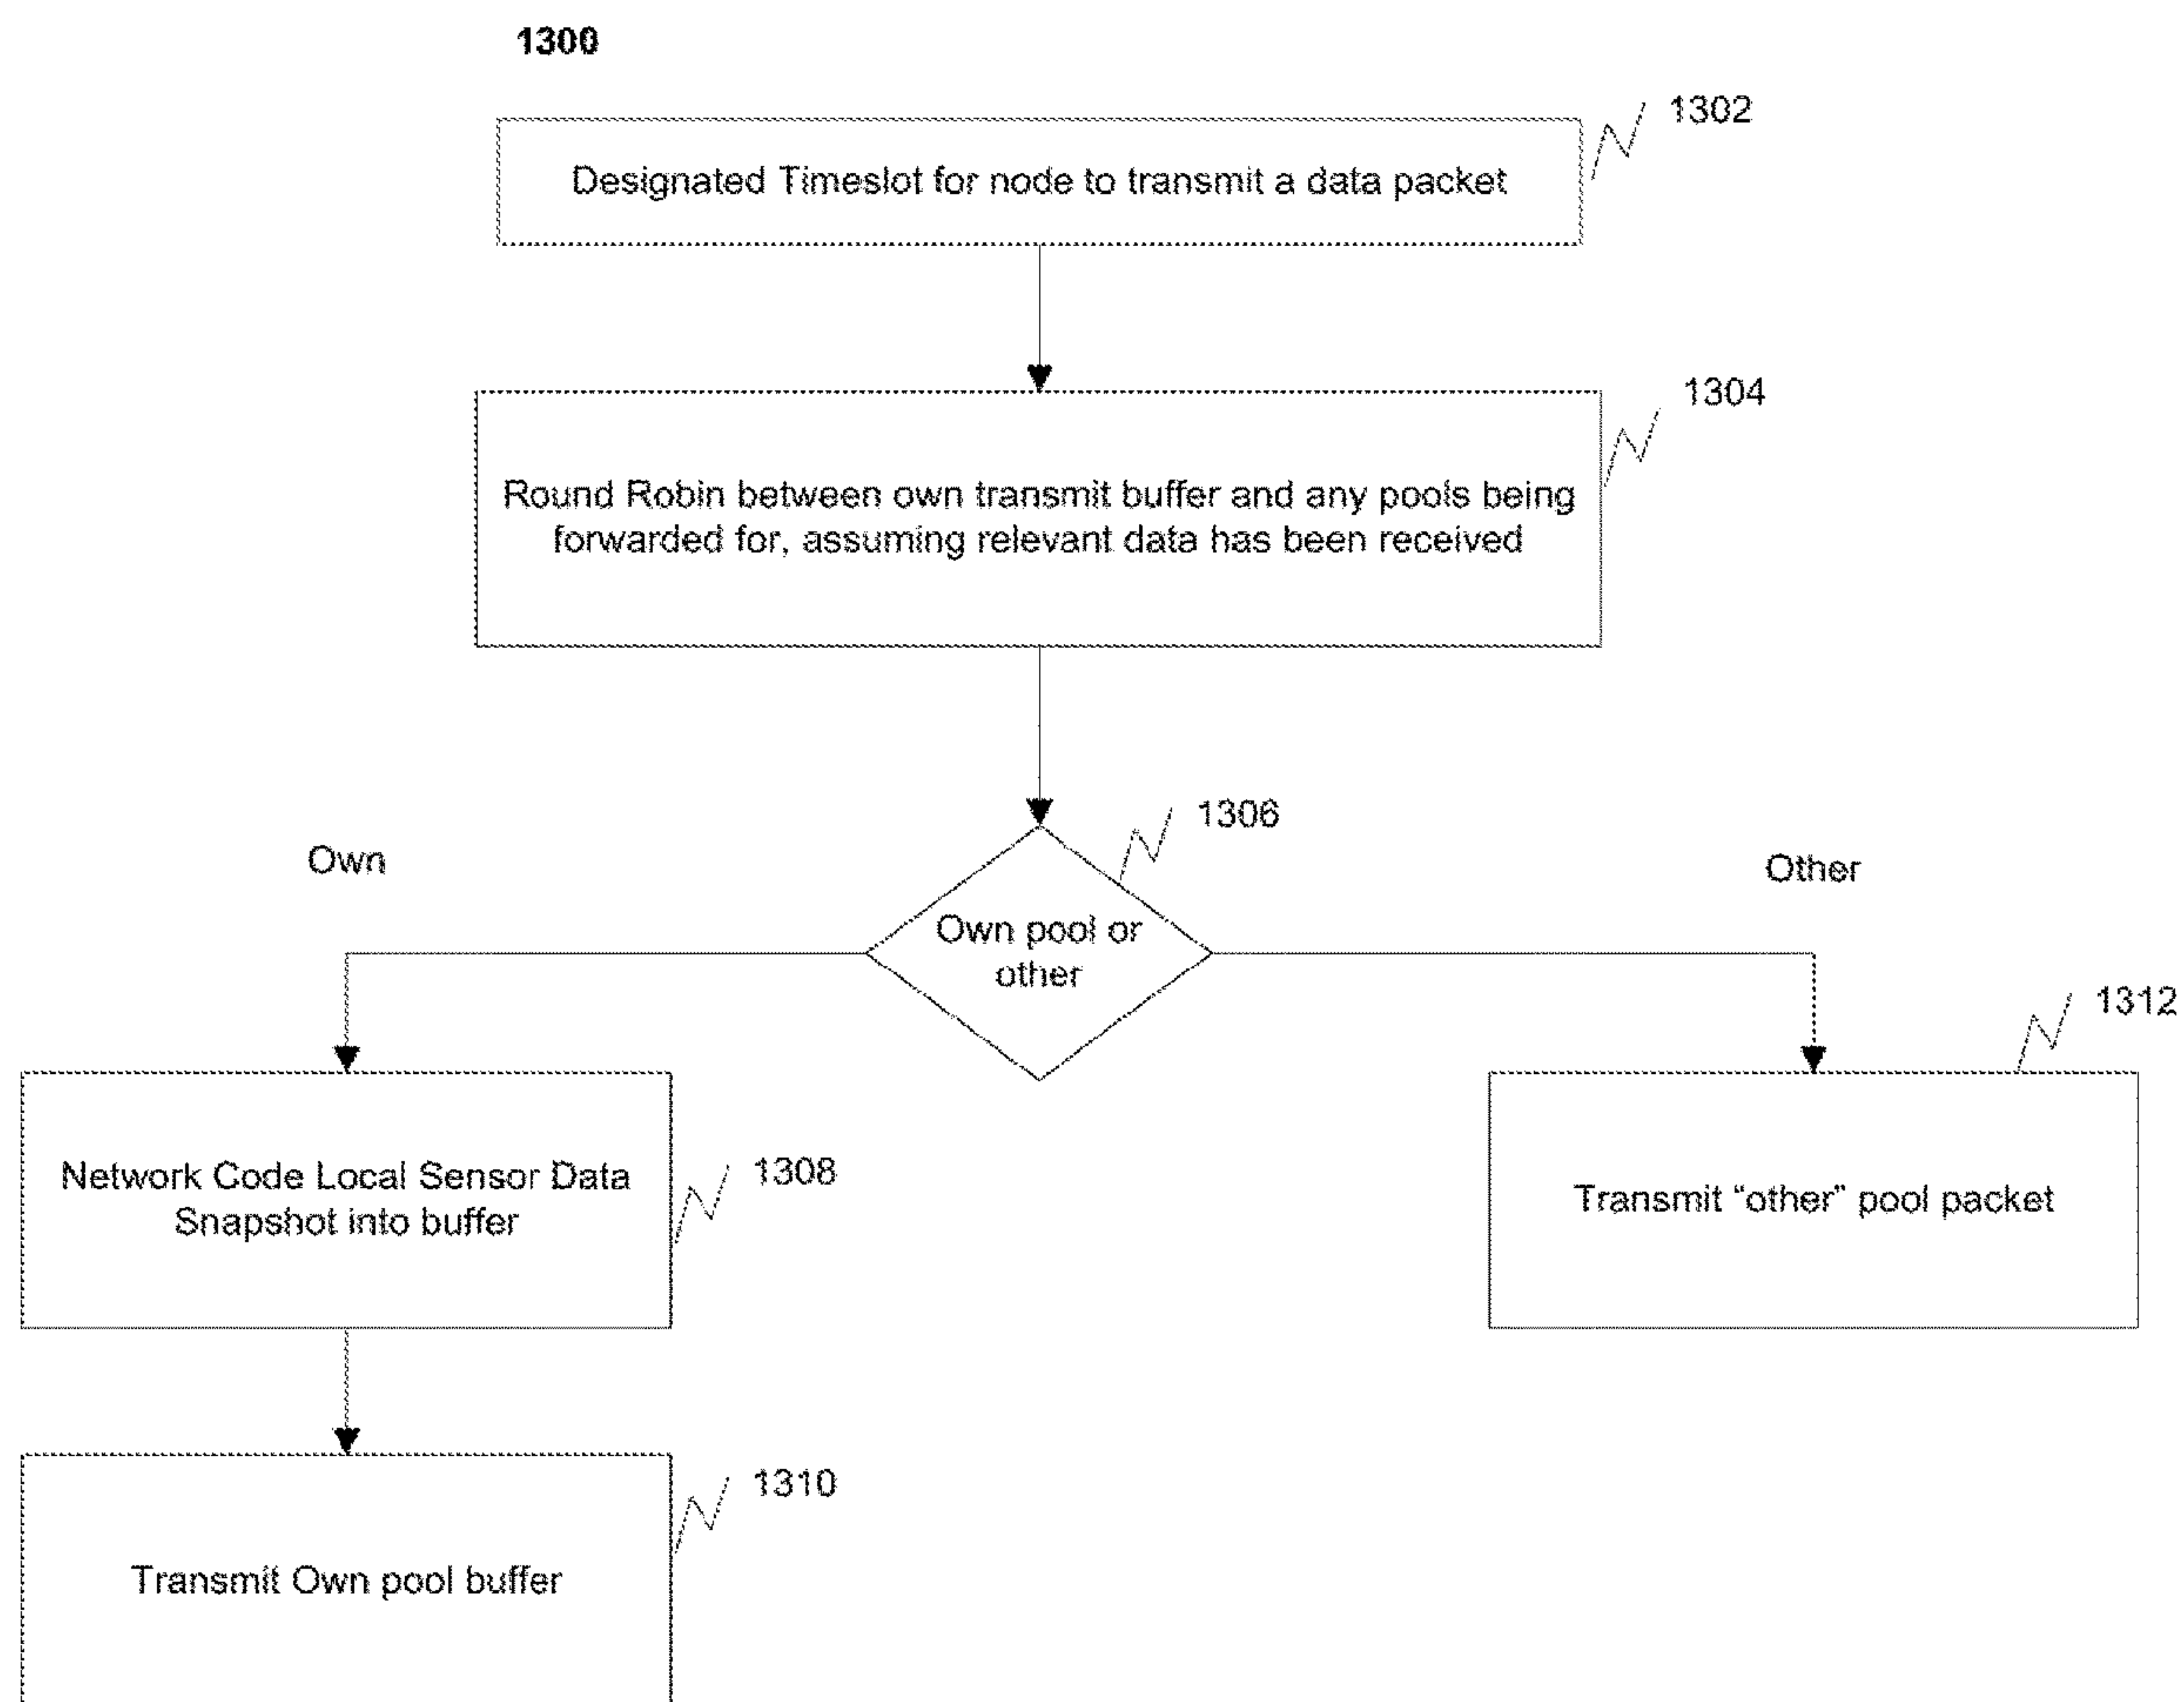 1300
1302
Designated Timeslot for node to transmit a data packet
1304
Round Robin between own transmit buffer and any pools being
forwarded for, assuming relevant data has been received
1306
Own
Other
Own pool or
other
1312
1308
Network Code Local Sensor Data
Snapshot into buffer
Transmit “other” pool packet
1310
Transmit Own pool buffer